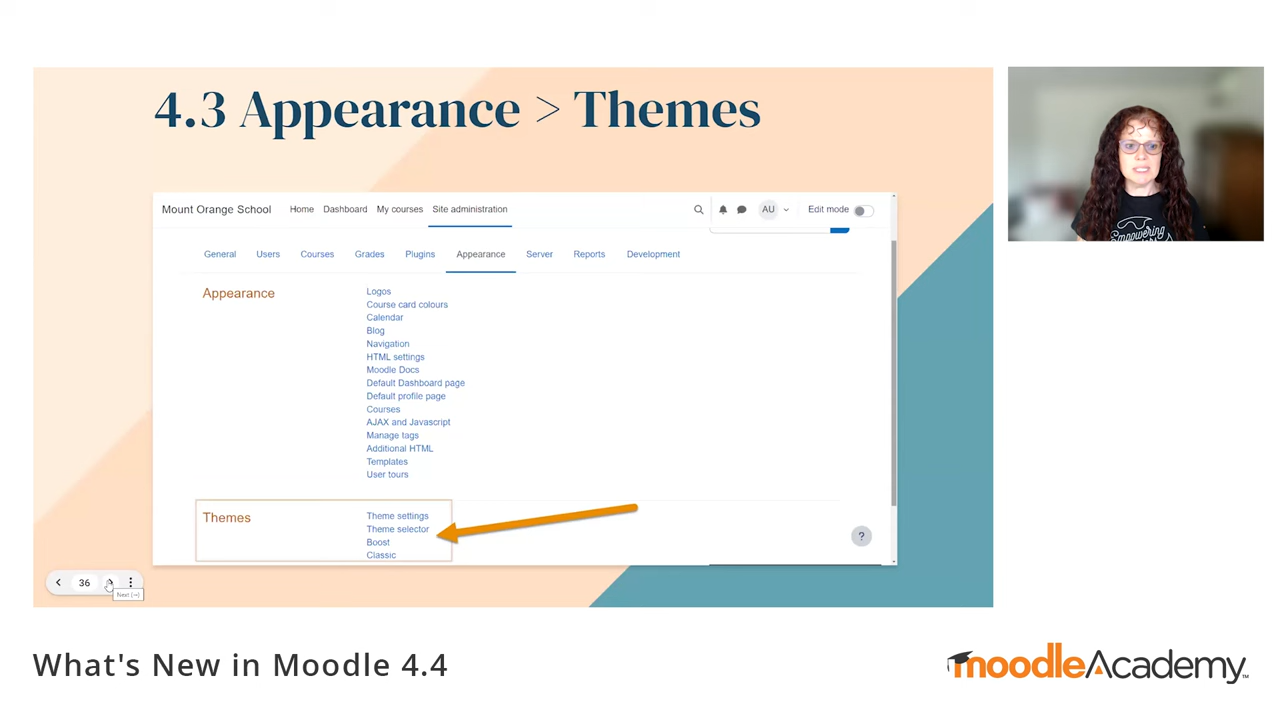 4.3 Appearance > Themes
Mount Orange School Home Dashboard My courses Site administration AU Edit mode
General Users Courses Grades Plugins Appearance Server Reports Development
Appearance
Logos
Course card colours
Calendar
Blog
Navigation
HTML settings
Moodle Docs
Default Dashboard page
Default profile page
Courses
AJAX and Javascript
Manage tags
Additional HTML
Templates
User tours
Themes
Theme settings
Theme selector
Boost
Classic
?
36
Next (→)
Empowering
What's New in Moodle 4.4
moodleAcademy™